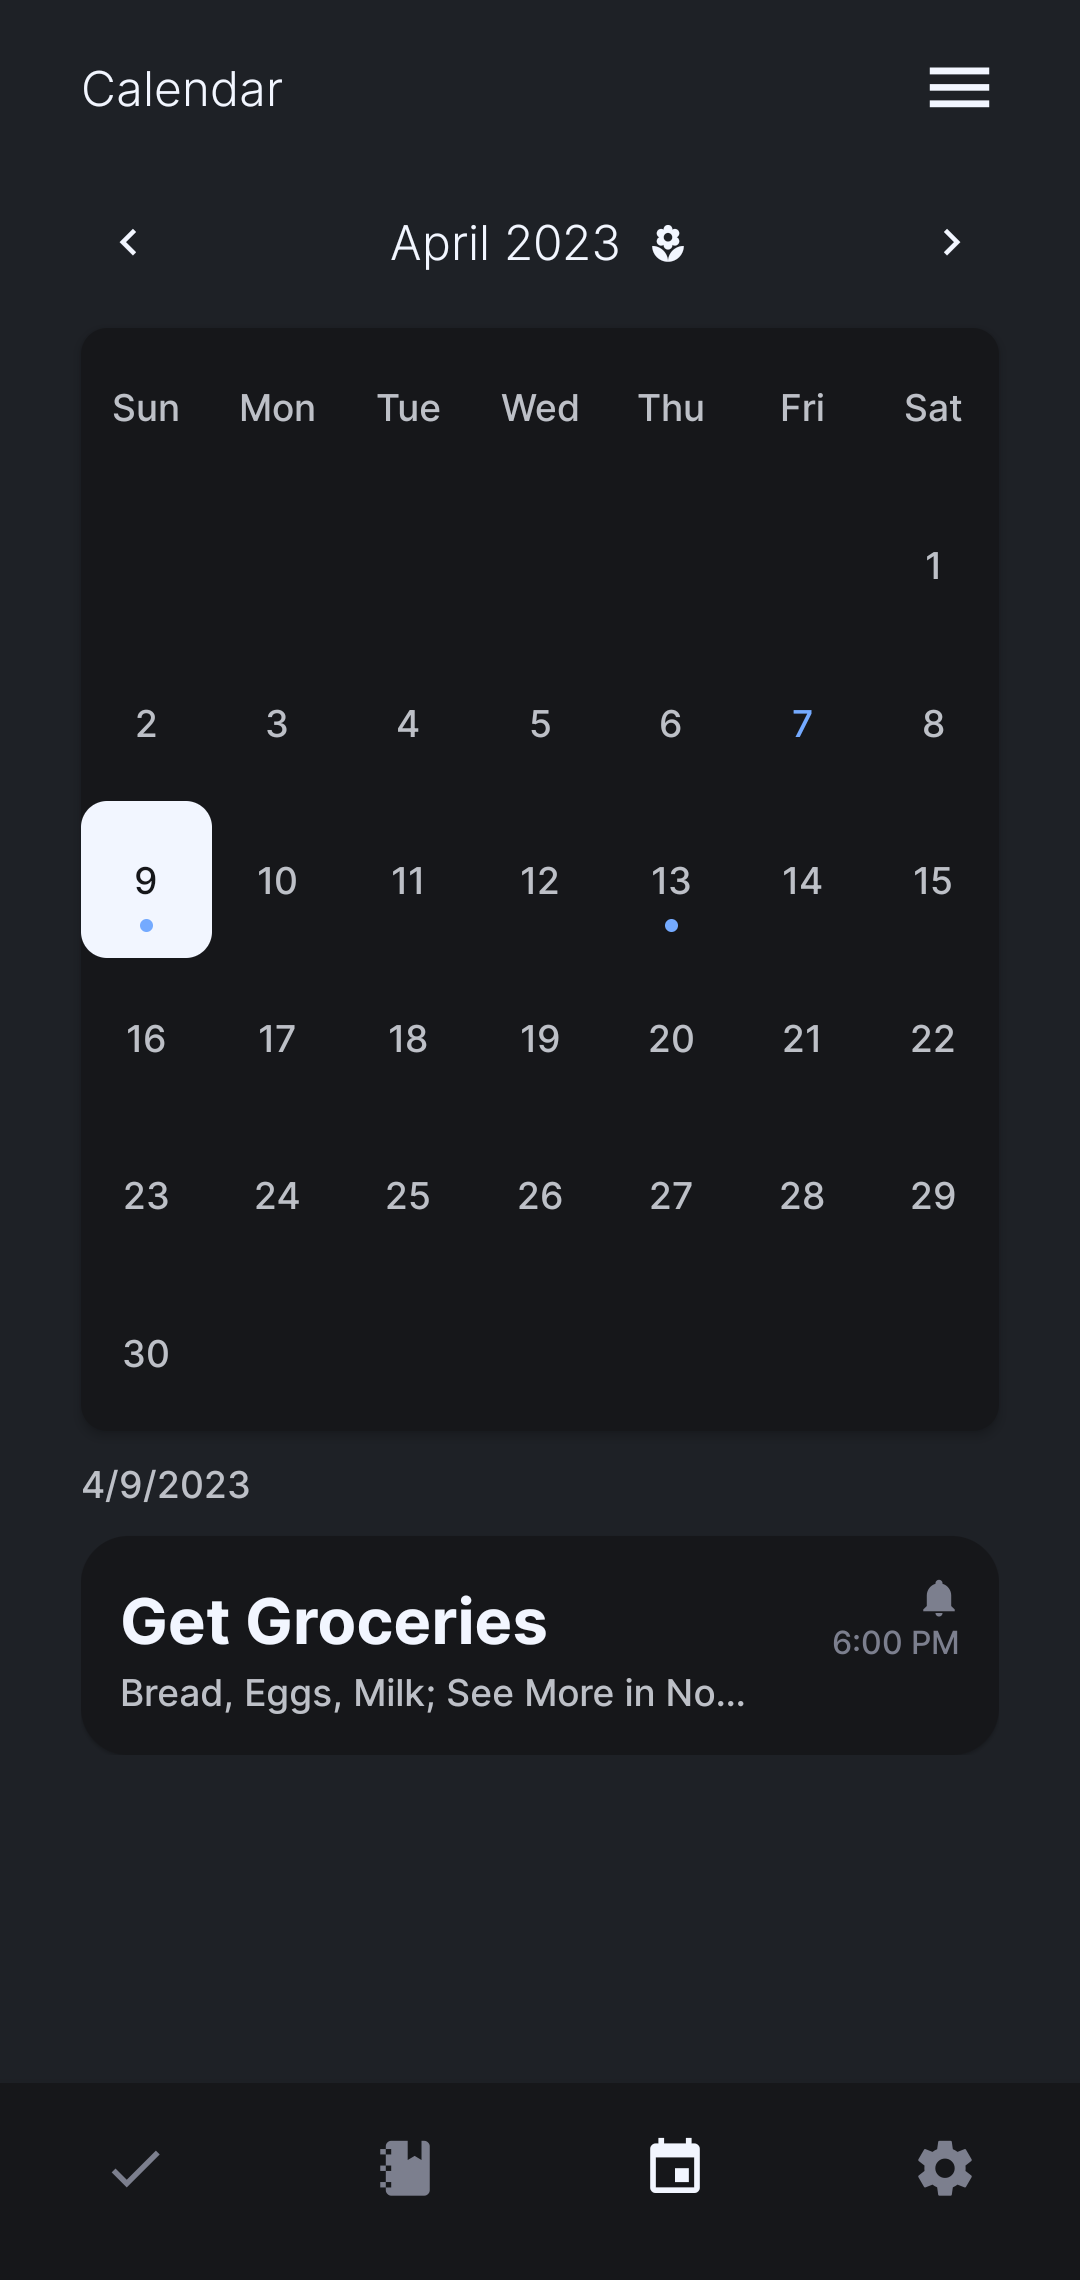 Calendar
April 2023
Sun Mon Tue Wed Thu Fri Sat
1
2 3 4 5 6 7 8
9 10 11 12 13 14 15
16 17 18 19 20 21 22
23 24 25 26 27 28 29
30
4/9/2023
Get Groceries
6:00 PM
Bread, Eggs, Milk; See More in No...